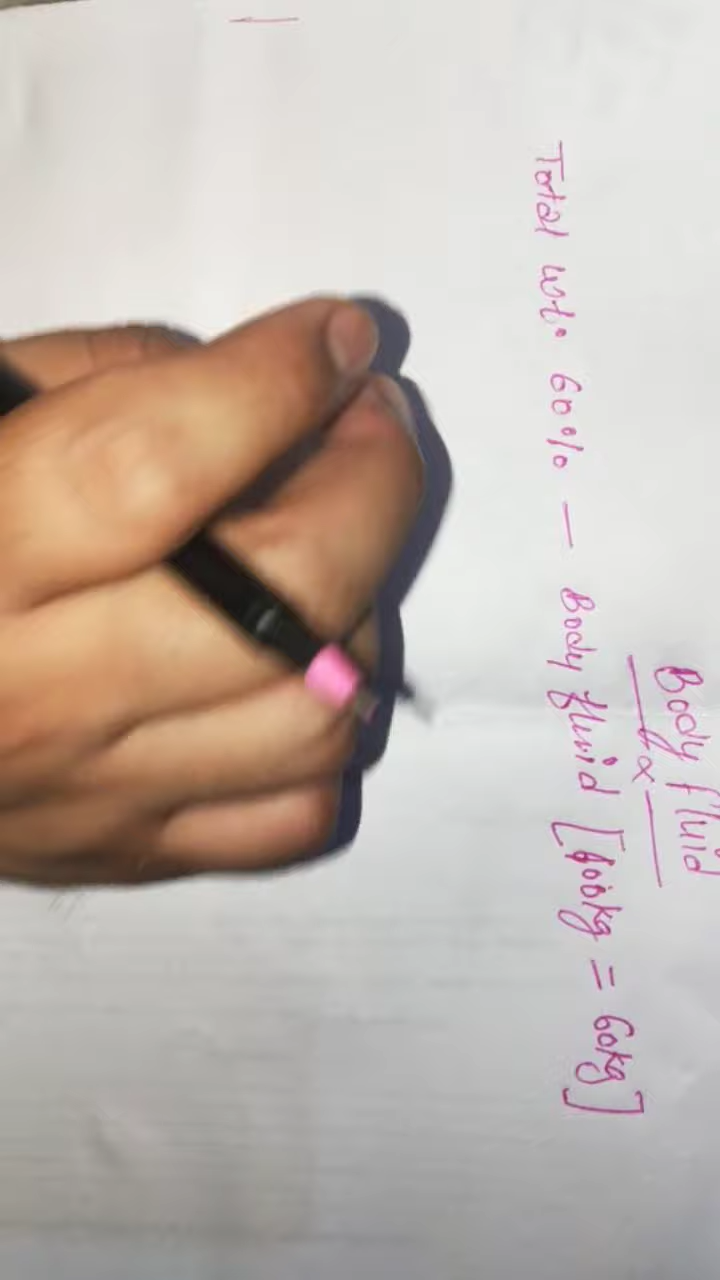 Body fluid
Total wt. 60% — Body fluid [100kg = 60kg]